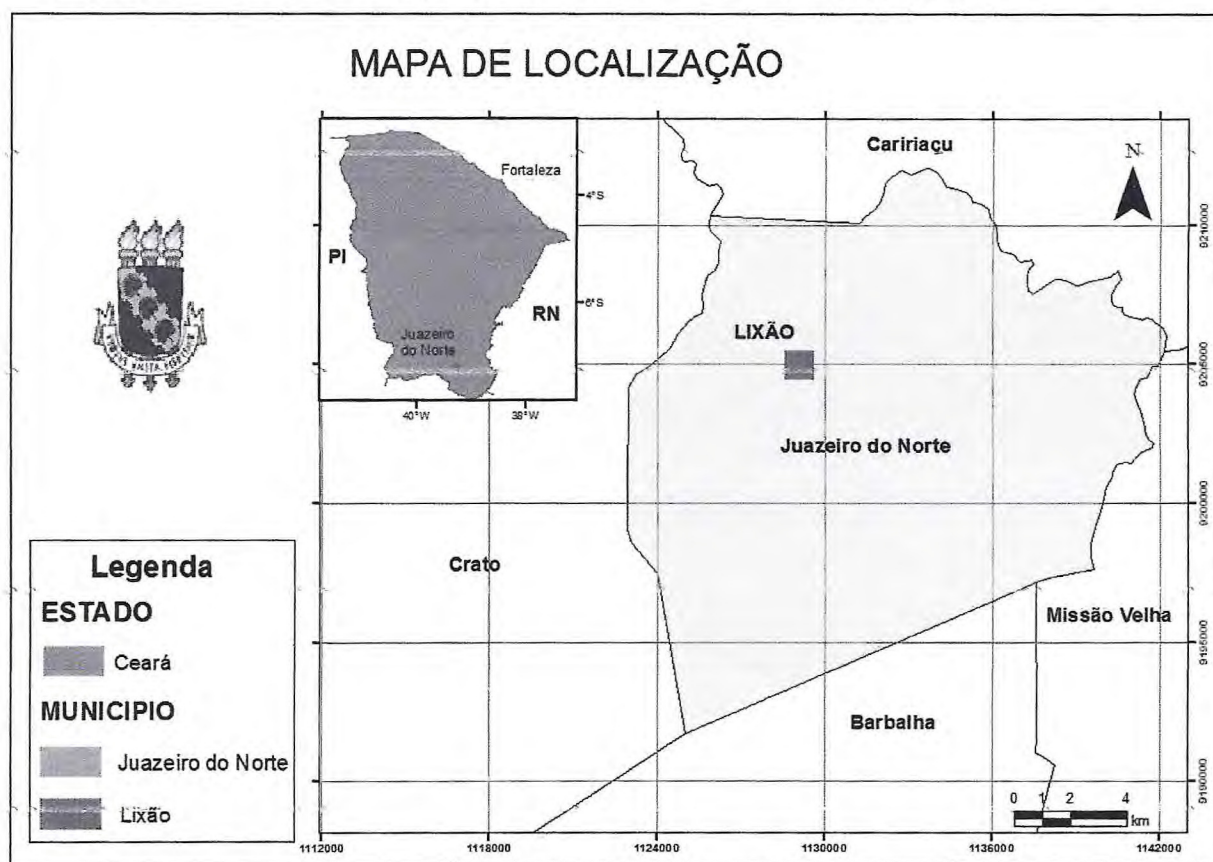 MAPA DE LOCALIZAÇÃO
Caririaçu
N
Fortaleza
4°S
PI
RN
6°S
Juazeiro
do Norte
40°W
38°W
LIXÃO
Juazeiro do Norte
Crato
Missão Velha
Barbalha
9210000
9205000
9200000
9195000
9190000
Legenda
ESTADO
Ceará
MUNICIPIO
Juazeiro do Norte
Lixão
0 1 2 4
km
1112000 1118000 1124000 1130000 1136000 1142000